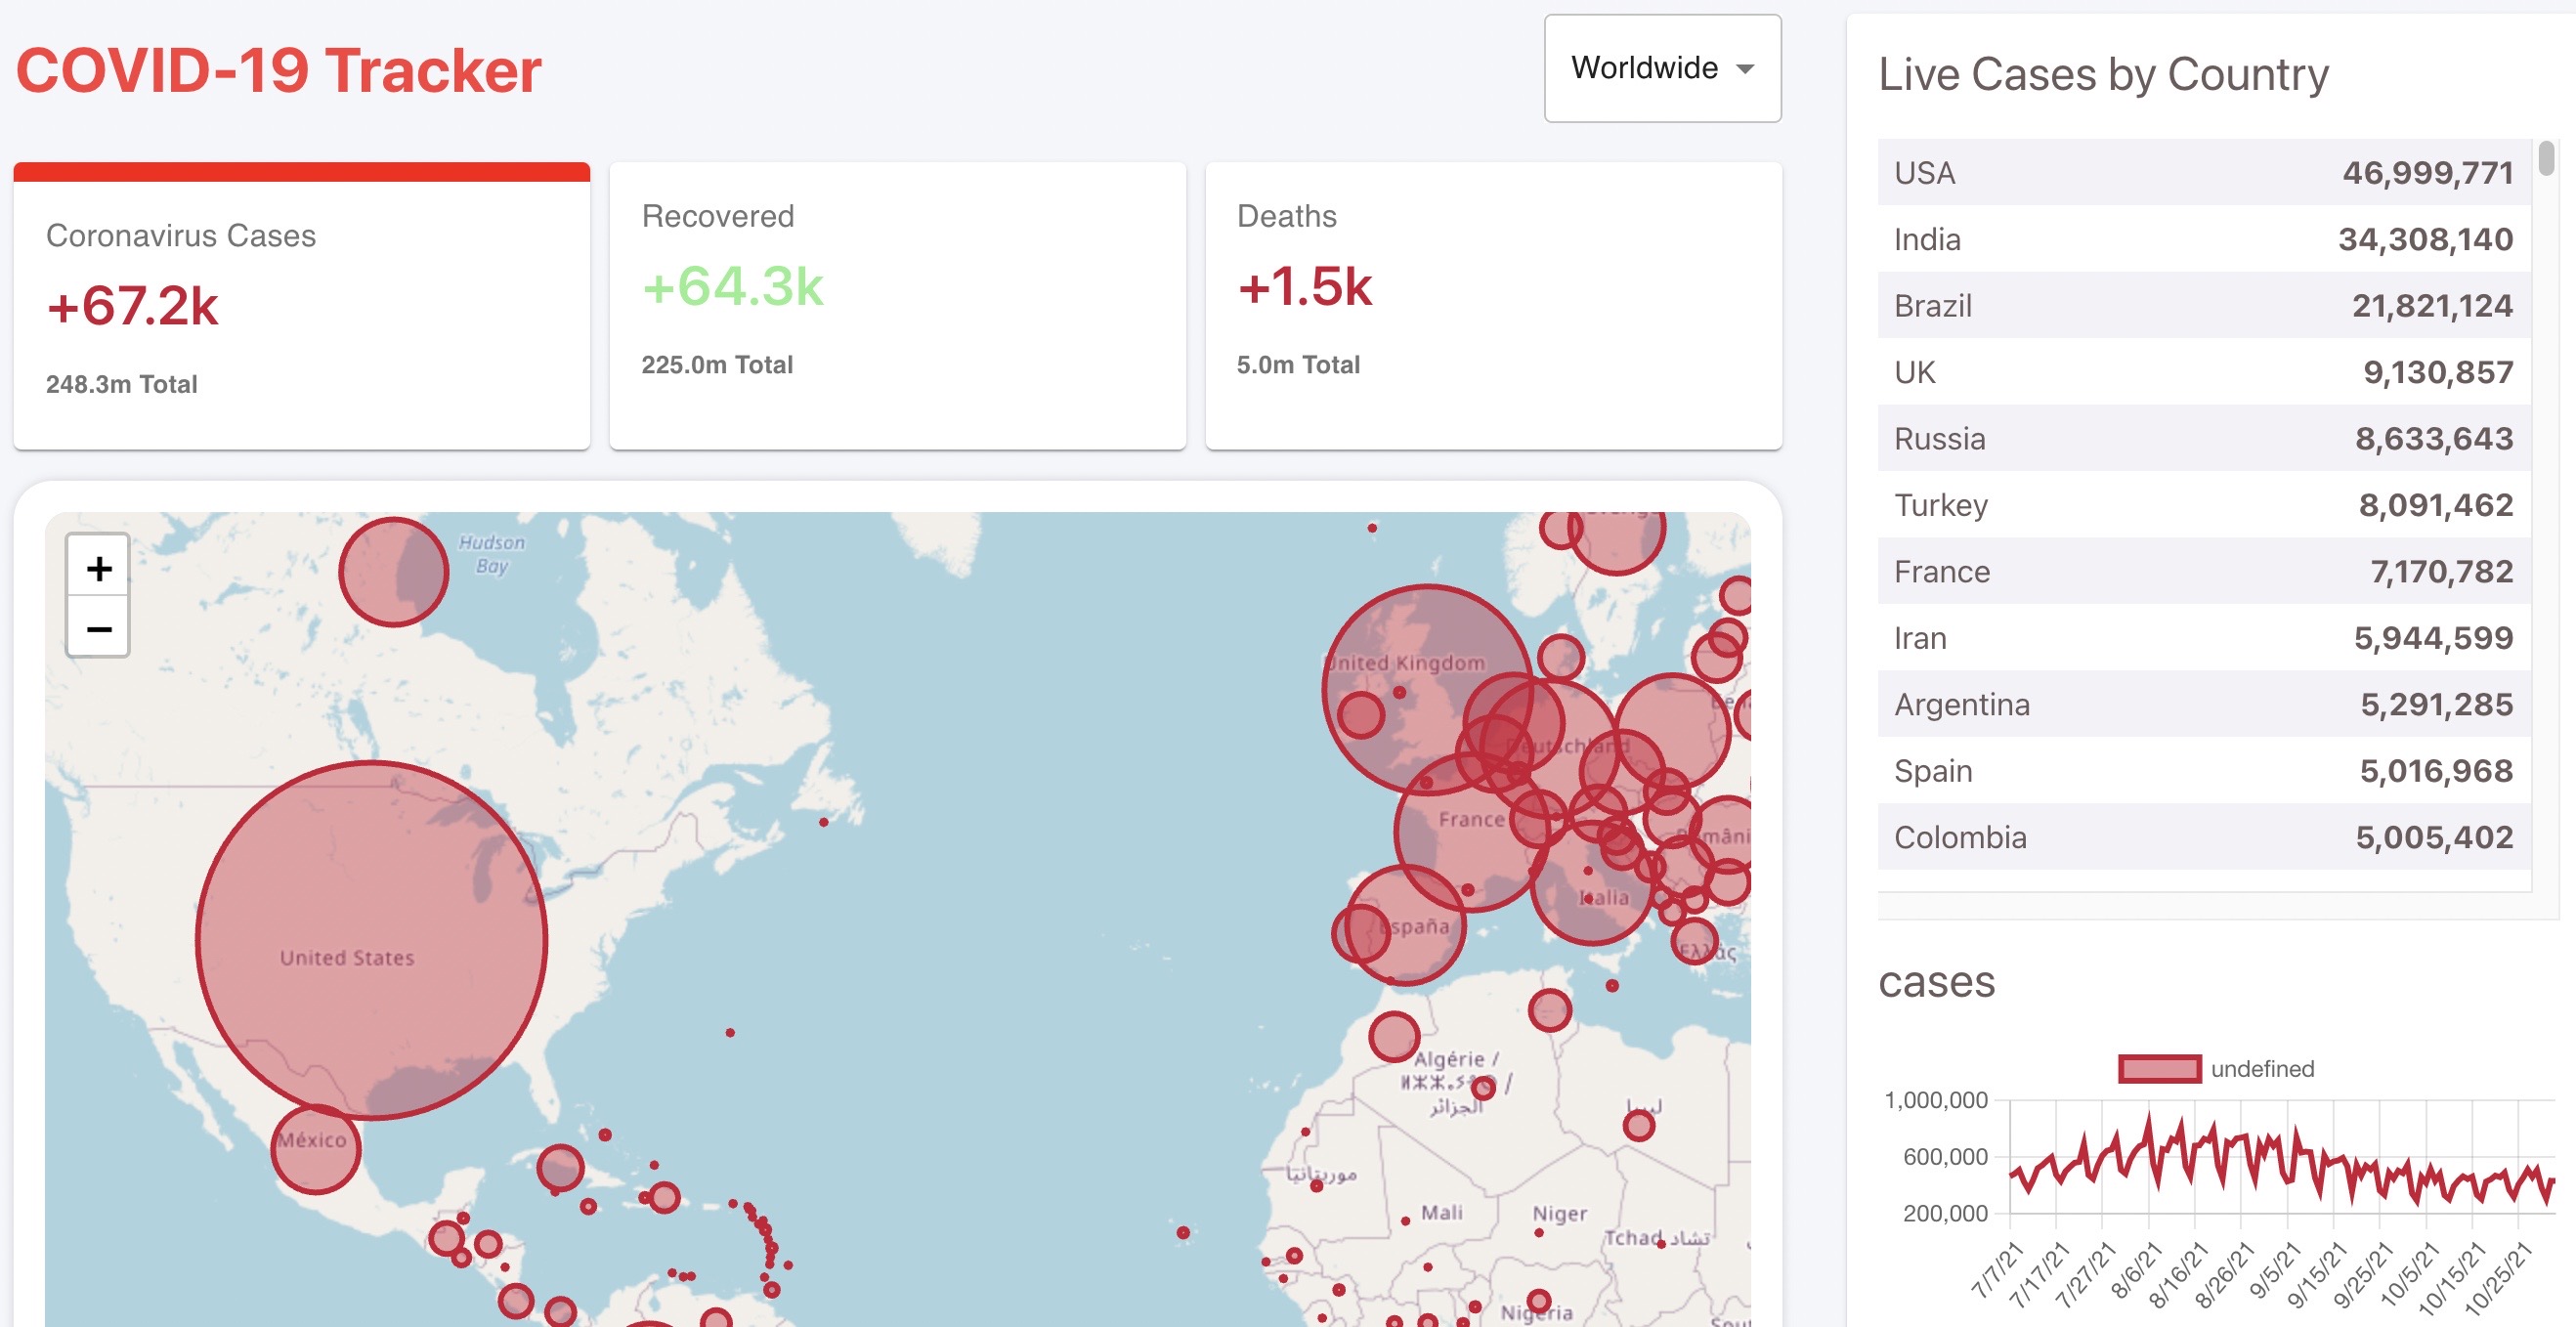 COVID-19 Tracker
Worldwide
Coronavirus Cases
+67.2k
248.3m Total
Recovered
+64.3k
225.0m Total
Deaths
+1.5k
5.0m Total
+
−
Hudson
Bay
United Kingdom
Deutschland
France
Italia
España
Ελλάς
United States
México
Algérie /
الجزائر
ليبيا
موريتانيا
Mali
Niger
Tchad تشاد
Nigeria
Live Cases by Country
USA 46,999,771
India 34,308,140
Brazil 21,821,124
UK 9,130,857
Russia 8,633,643
Turkey 8,091,462
France 7,170,782
Iran 5,944,599
Argentina 5,291,285
Spain 5,016,968
Colombia 5,005,402
cases
undefined
1,000,000
600,000
200,000
7/7/21
7/17/21
7/27/21
8/6/21
8/16/21
8/26/21
9/5/21
9/15/21
9/25/21
10/5/21
10/15/21
10/25/21